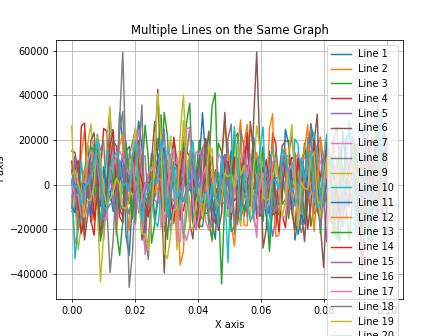 Multiple Lines on the Same Graph
60000
40000
20000
0
−20000
−40000
0.00
0.02
0.04
0.06
0.08
X axis
Line 1
Line 2
Line 3
Line 4
Line 5
Line 6
Line 7
Line 8
Line 9
Line 10
Line 11
Line 12
Line 13
Line 14
Line 15
Line 16
Line 17
Line 18
Line 19
Line 20